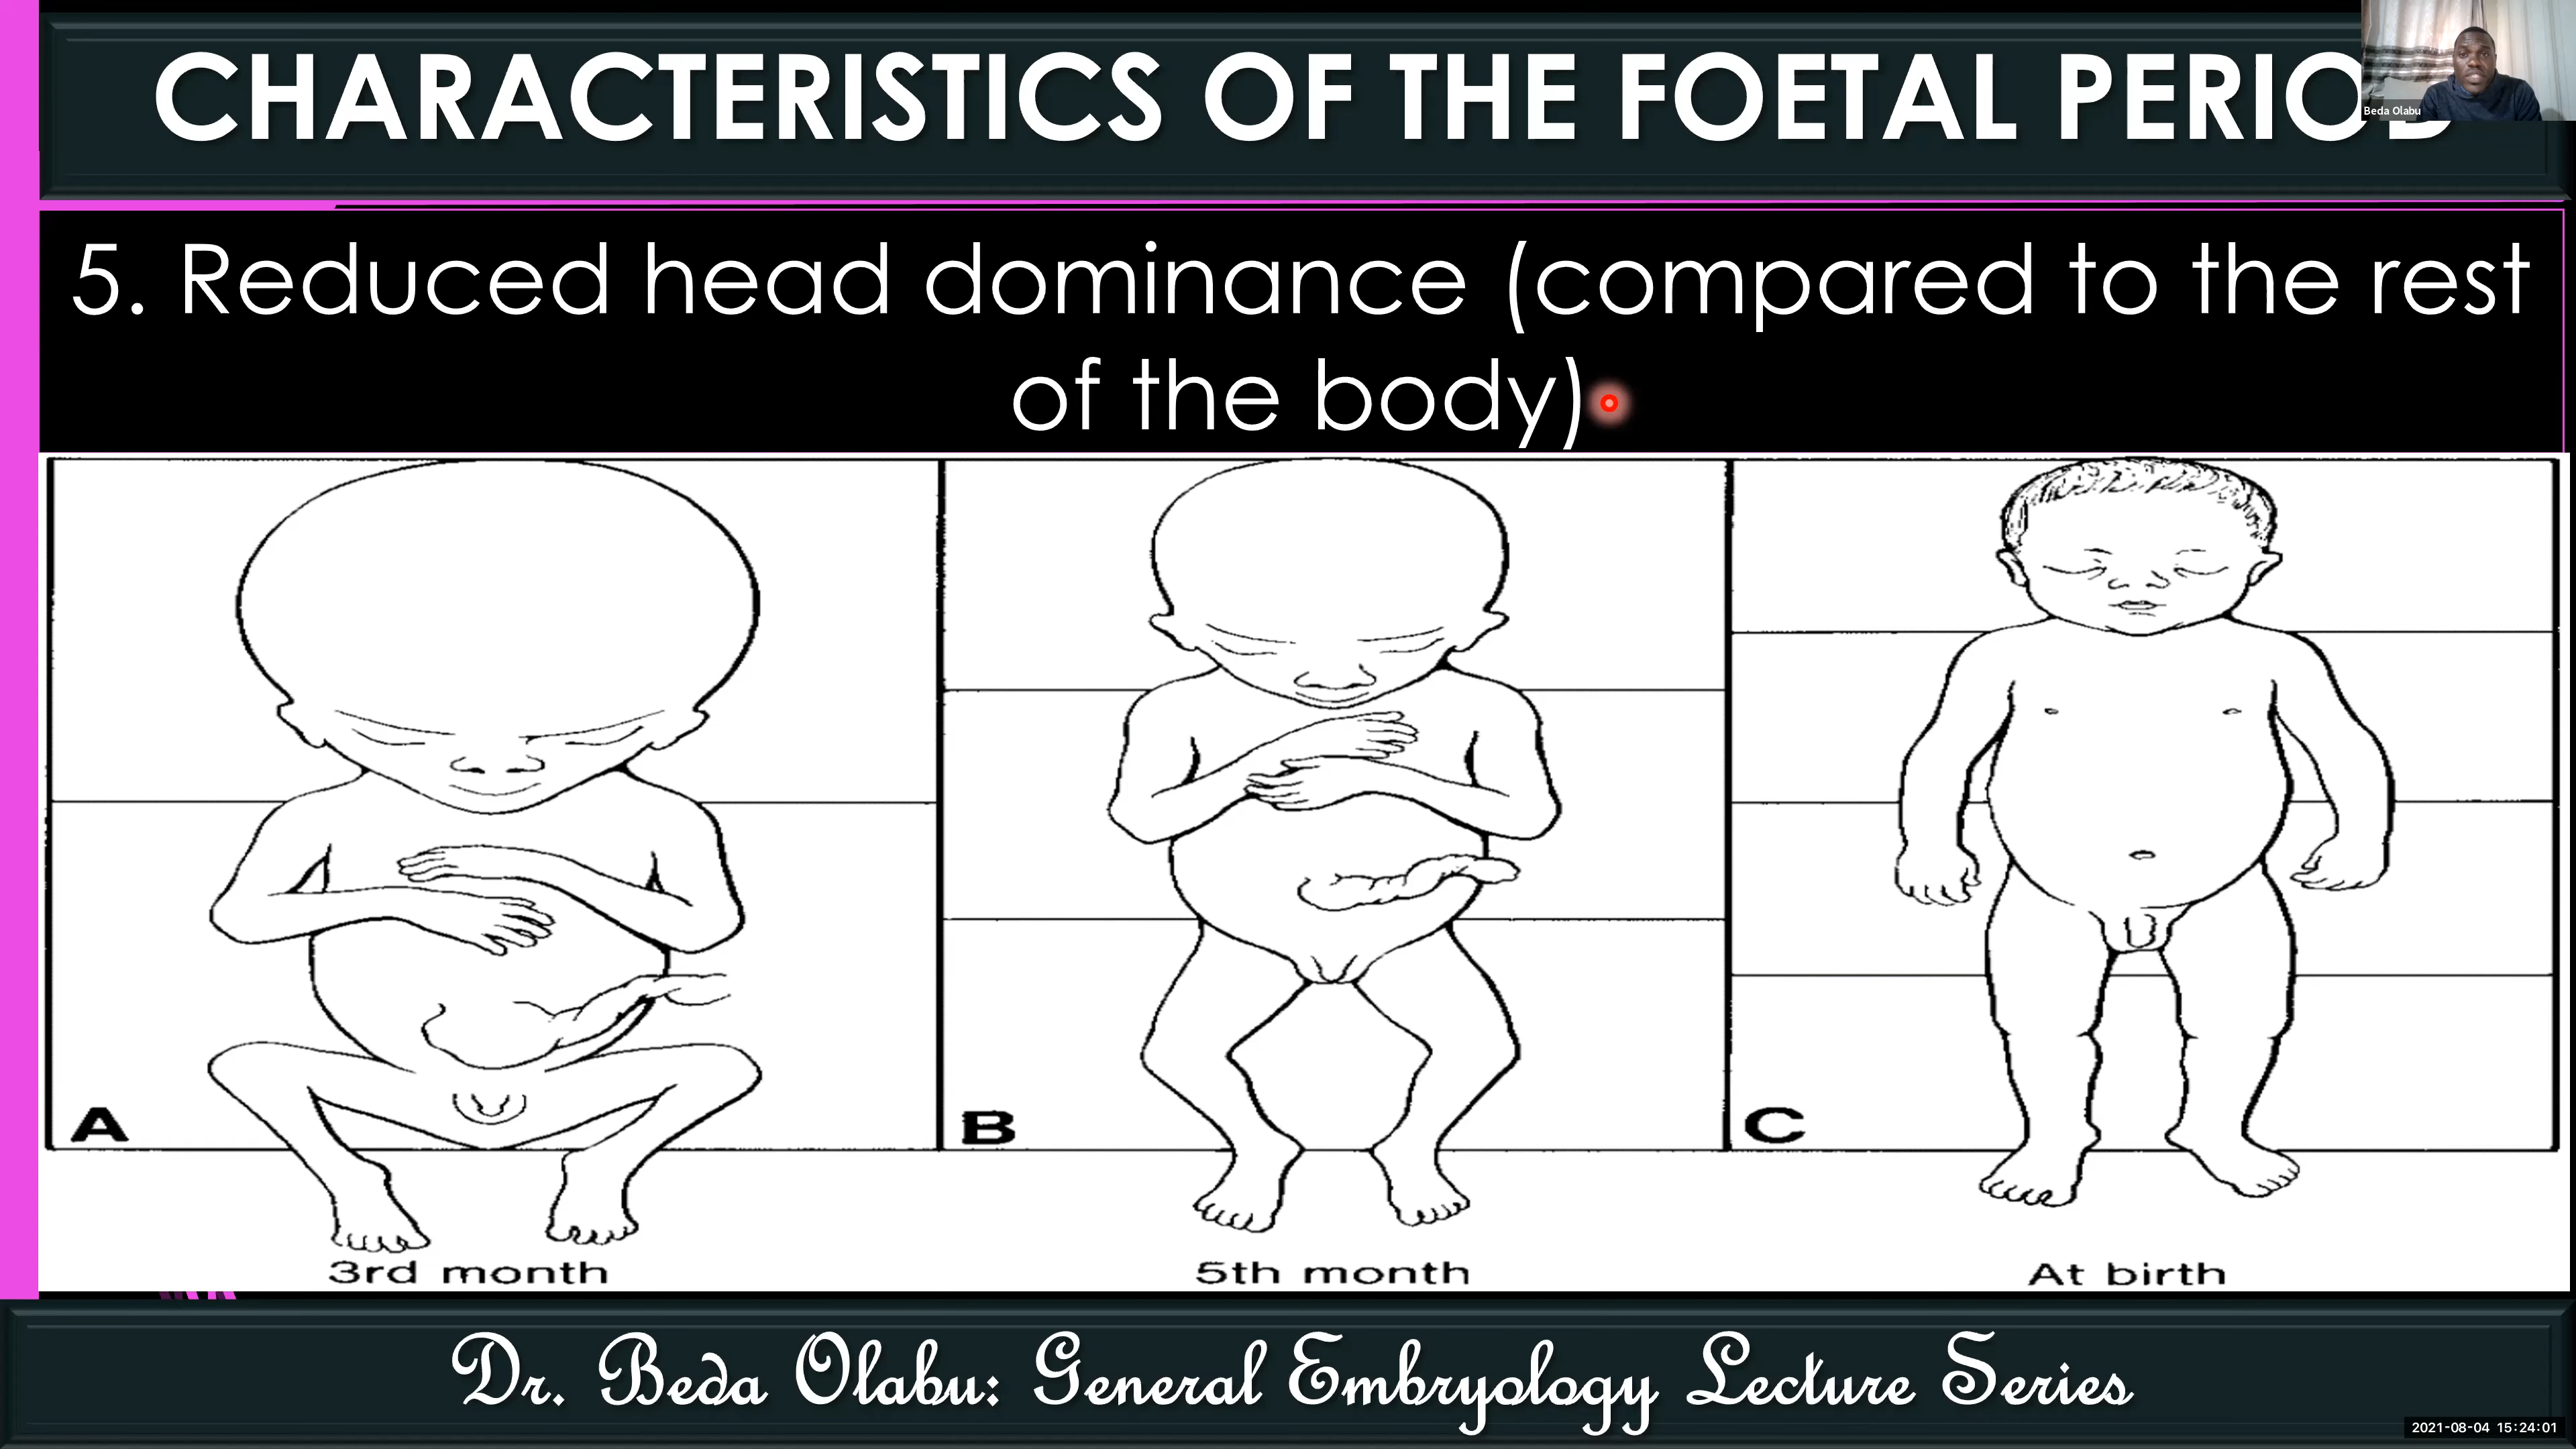 CHARACTERISTICS OF THE FOETAL PERIOD
Beda Olabu
5. Reduced head dominance (compared to the rest
of the body)
A
B
C
3rd month
5th month
At birth
Dr. Beda Olabu: General Embryology Lecture Series
2021-08-04 15:24:01